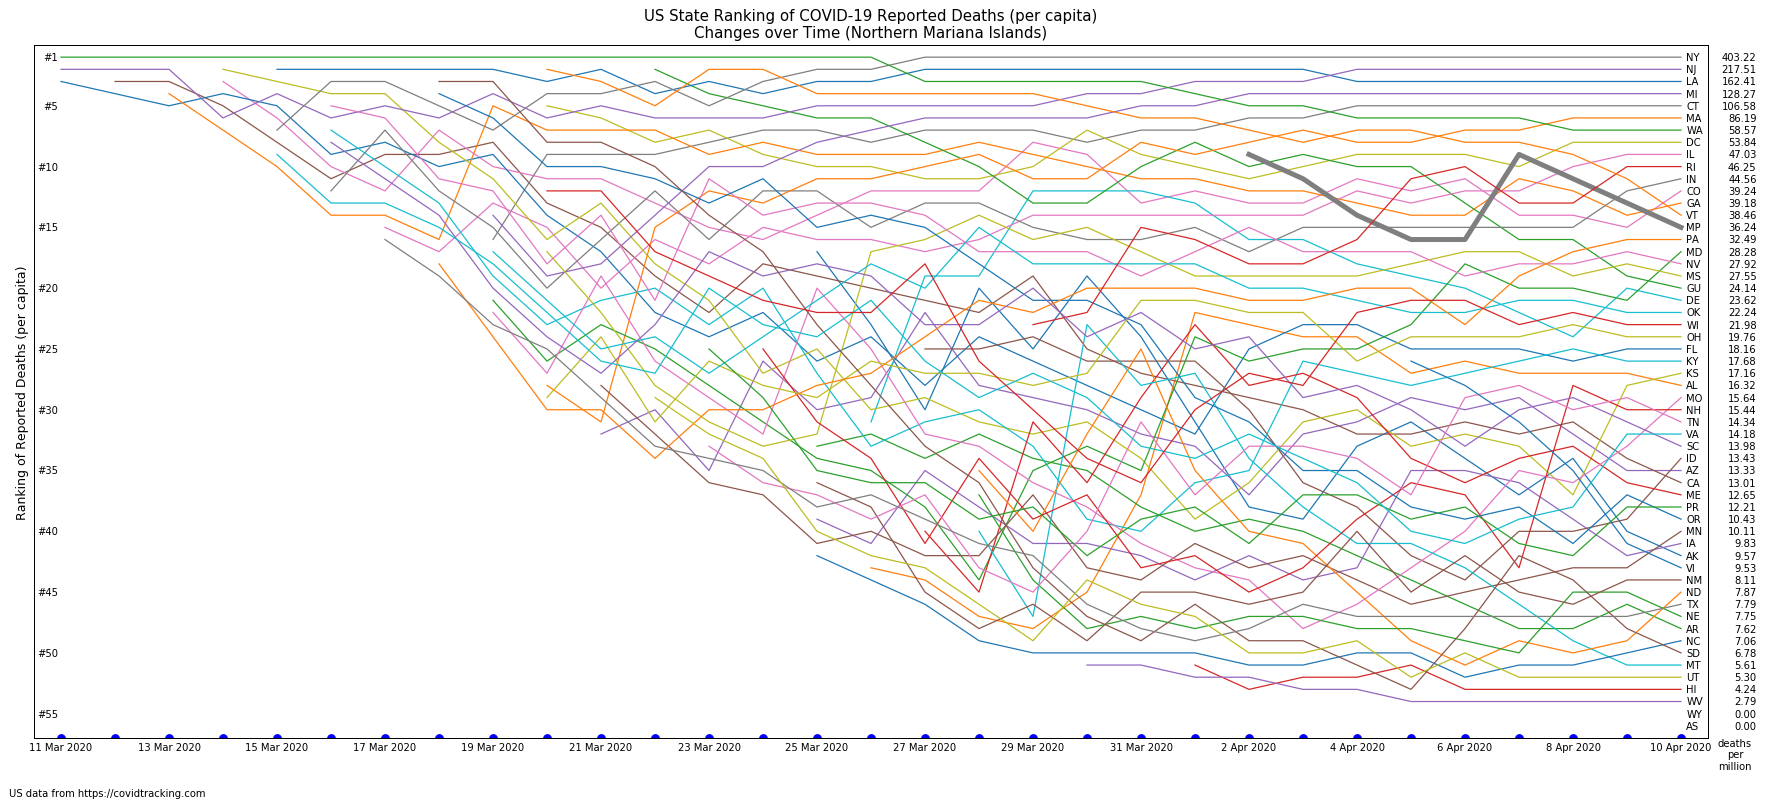 US State Ranking of COVID-19 Reported Deaths (per capita)
Changes over Time (Northern Mariana Islands)
Ranking of Reported Deaths (per capita)
#1
#5
#10
#15
#20
#25
#30
#35
#40
#45
#50
#55
NY 403.22
NJ 217.51
LA 162.41
MI 128.27
CT 106.58
MA 86.19
WA 58.57
DC 53.84
IL 47.03
RI 46.25
IN 44.56
CO 39.24
GA 39.18
VT 38.46
MP 36.24
PA 32.49
MD 28.28
NV 27.92
MS 27.55
GU 24.14
DE 23.62
OK 22.24
WI 21.98
OH 19.76
FL 18.16
KY 17.68
KS 17.16
AL 16.32
MO 15.64
NH 15.44
TN 14.34
VA 14.18
SC 13.98
ID 13.43
AZ 13.33
CA 13.01
ME 12.65
PR 12.21
OR 10.43
MN 10.11
IA 9.83
AK 9.57
VI 9.53
NM 8.11
ND 7.87
TX 7.79
NE 7.75
AR 7.62
NC 7.06
SD 6.78
MT 5.61
UT 5.30
HI 4.24
WV 2.79
WY 0.00
AS 0.00
11 Mar 2020 13 Mar 2020 15 Mar 2020 17 Mar 2020 19 Mar 2020 21 Mar 2020 23 Mar 2020 25 Mar 2020 27 Mar 2020 29 Mar 2020 31 Mar 2020 2 Apr 2020 4 Apr 2020 6 Apr 2020 8 Apr 2020 10 Apr 2020
deaths
per
million
US data from https://covidtracking.com